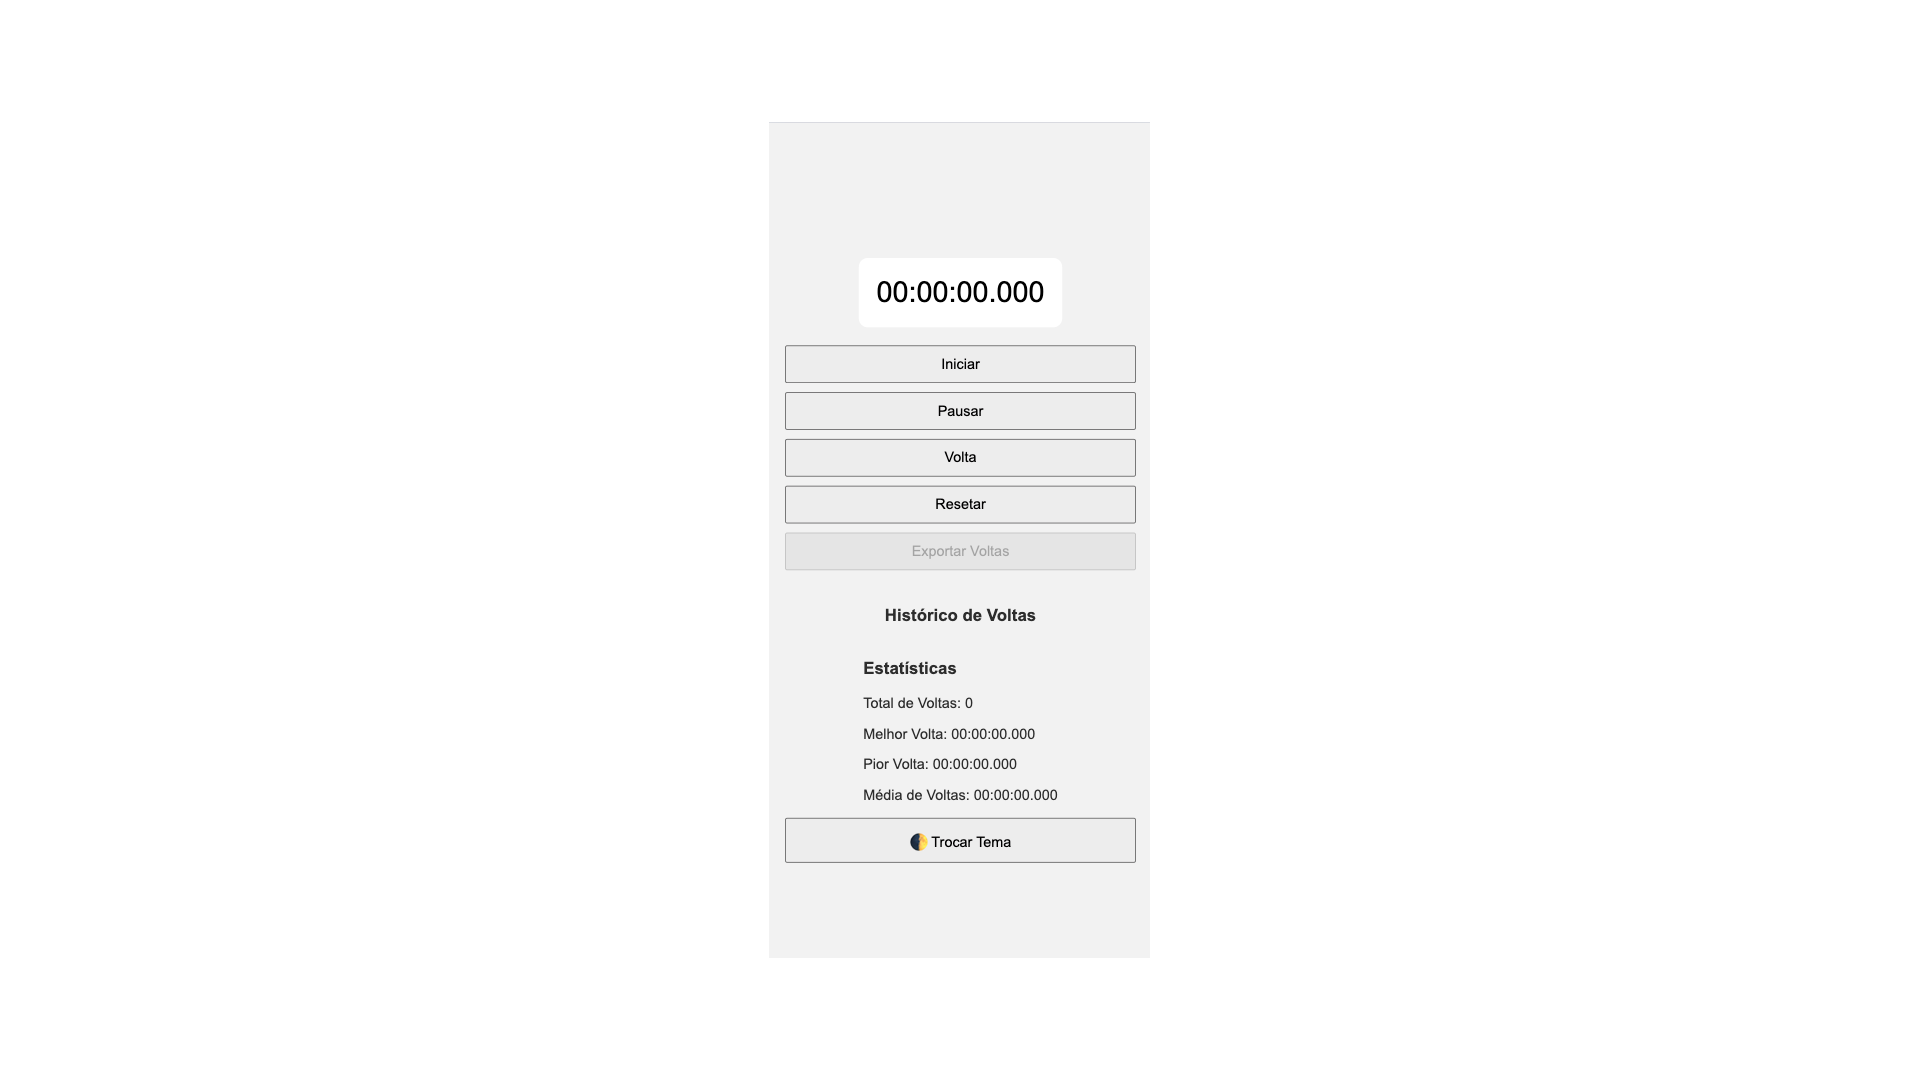 00:00:00.000
Iniciar
Pausar
Volta
Resetar
Exportar Voltas
Histórico de Voltas
Estatísticas
Total de Voltas: 0
Melhor Volta: 00:00:00.000
Pior Volta: 00:00:00.000
Média de Voltas: 00:00:00.000
🌓 Trocar Tema